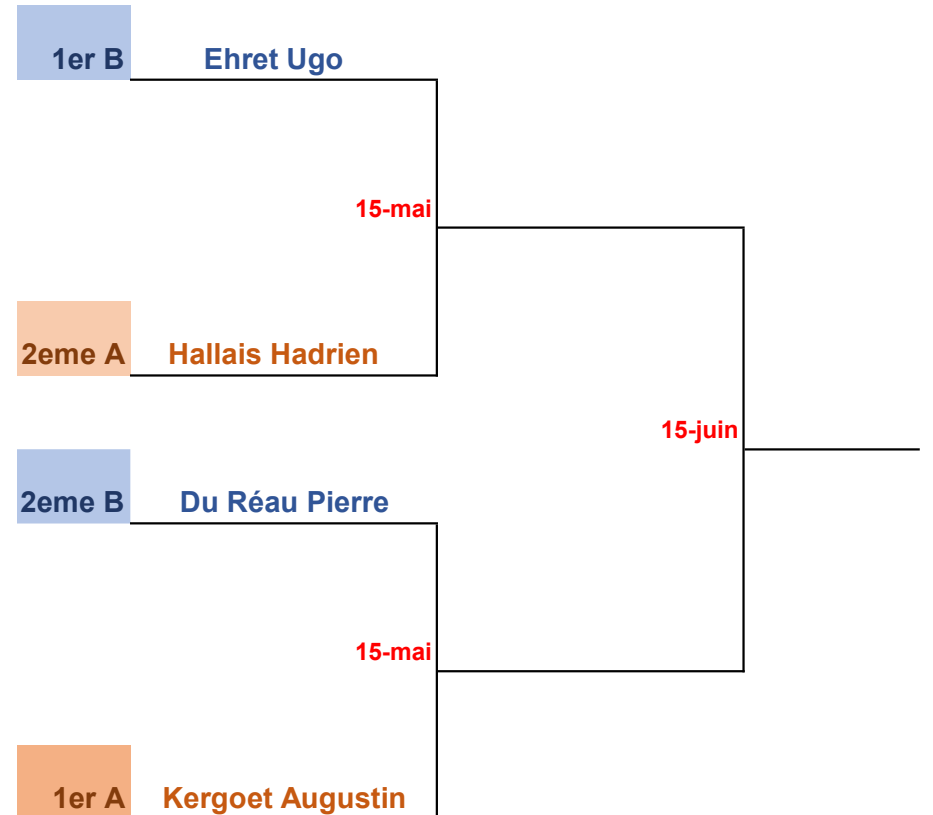 1er B Ehret Ugo
15-mai
2eme A Hallais Hadrien
15-juin
2eme B Du Réau Pierre
15-mai
1er A Kergoet Augustin